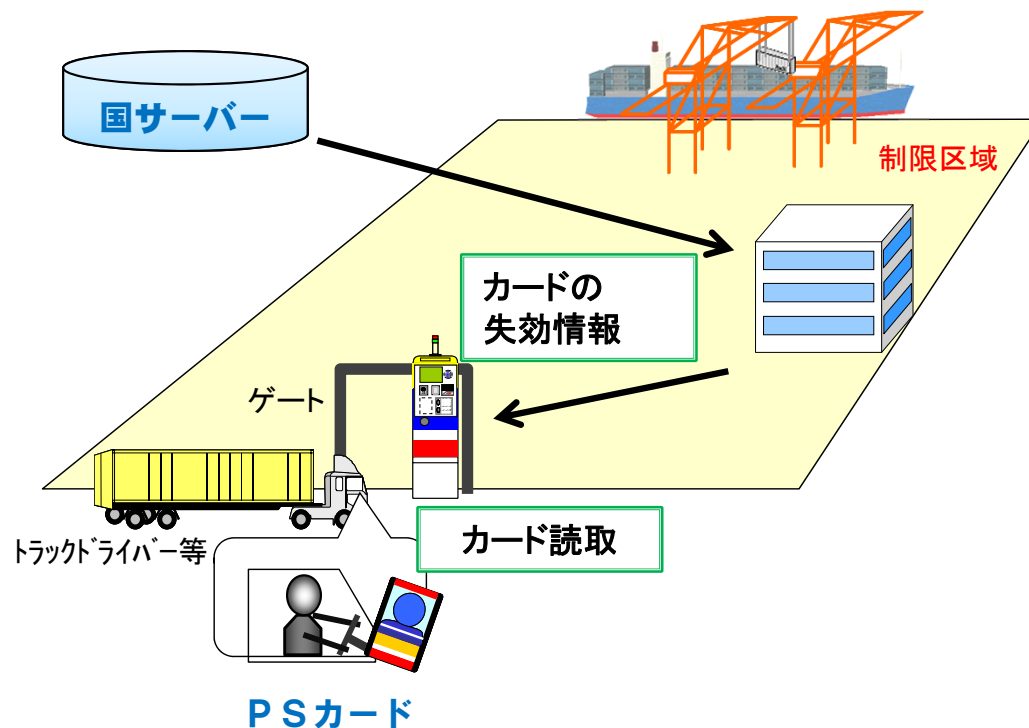 国サーバー
制限区域
カードの
失効情報
ゲート
カード読取
トラックドライバー等
PSカード